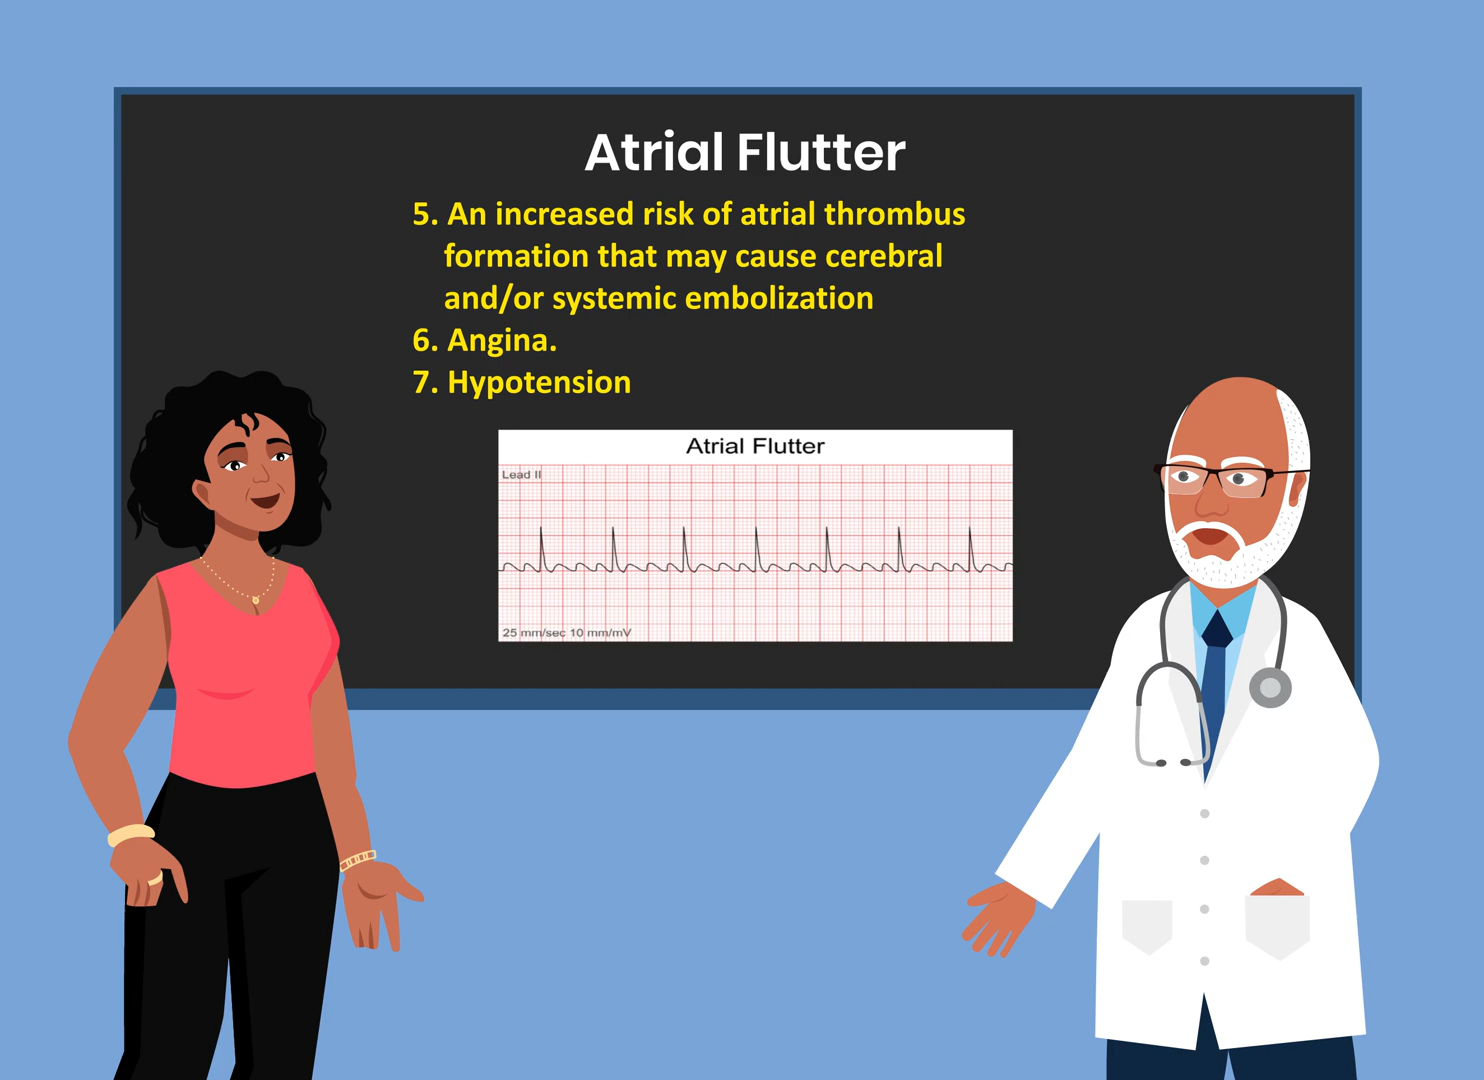 Atrial Flutter
5. An increased risk of atrial thrombus
formation that may cause cerebral
and/or systemic embolization
6. Angina.
7. Hypotension
Atrial Flutter
Lead II
25 mm/sec 10 mm/mV